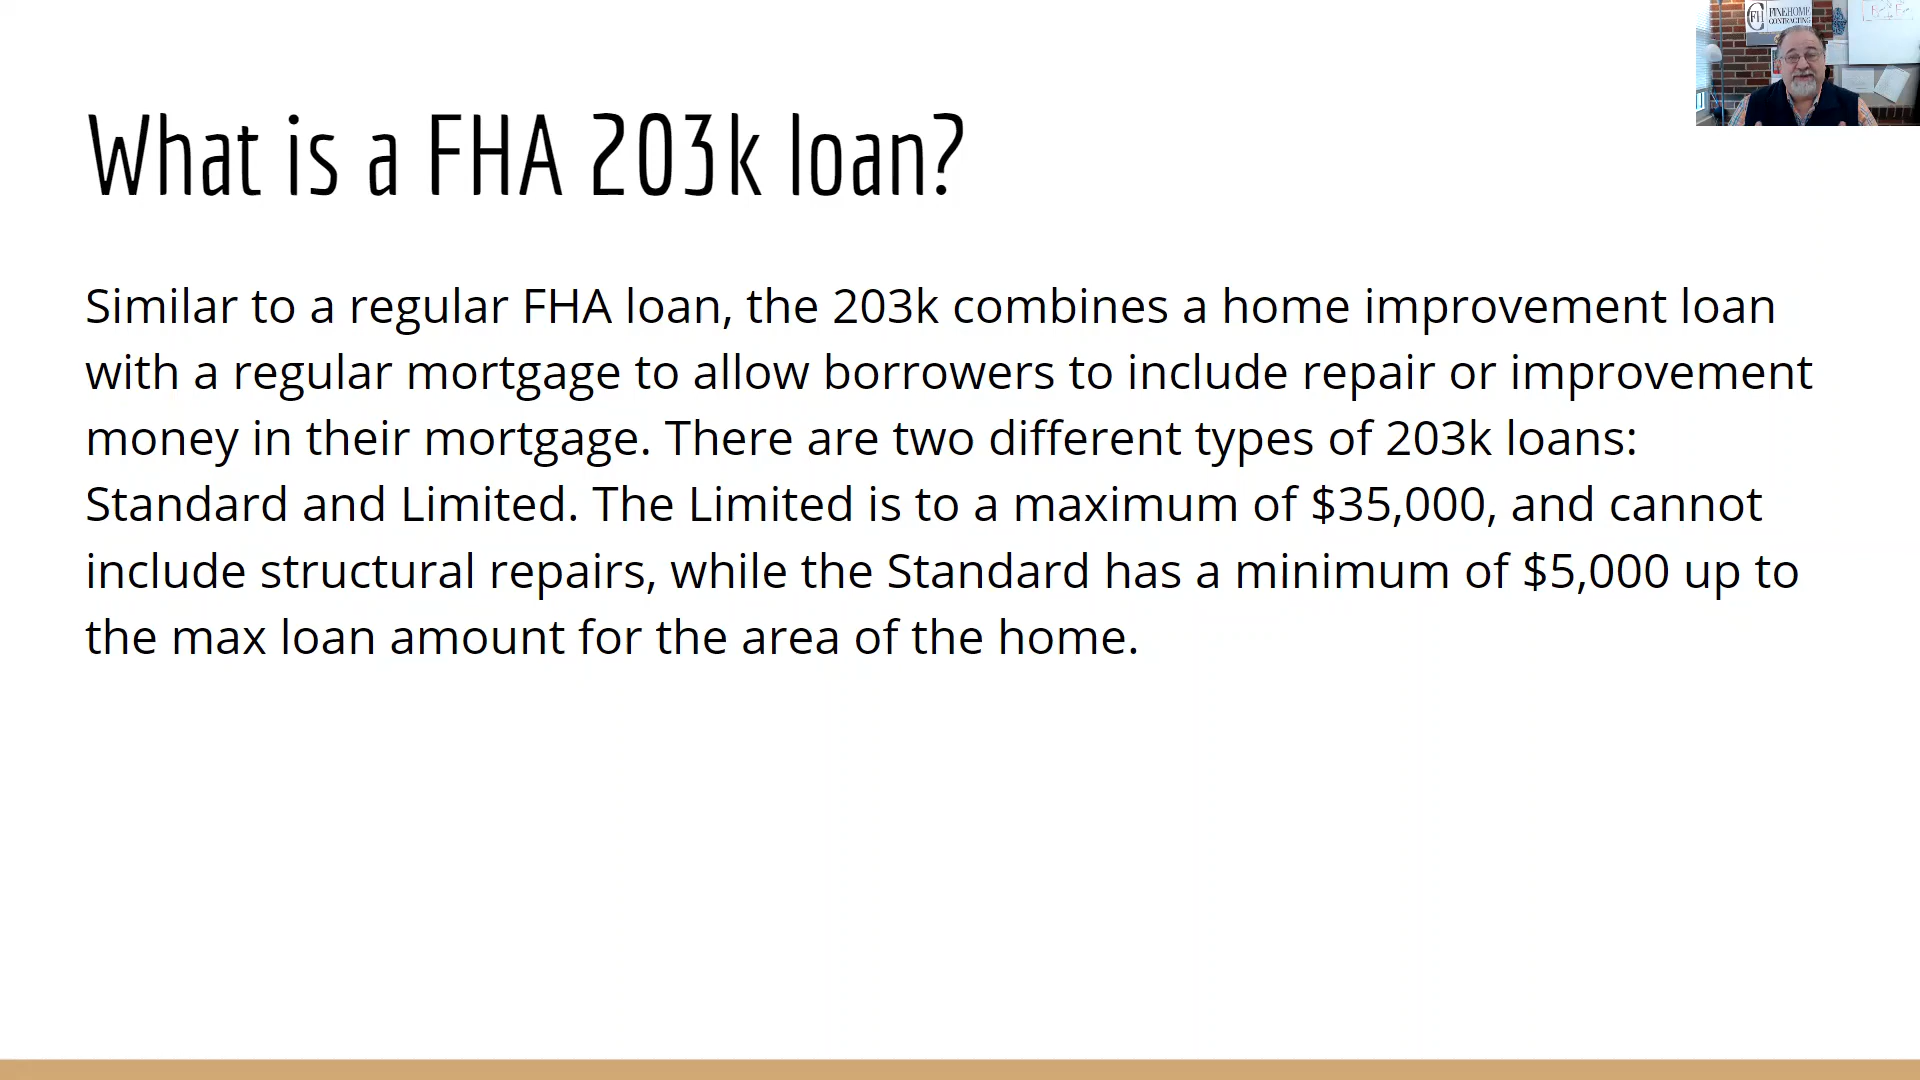 What is a FHA 203k loan?
Similar to a regular FHA loan, the 203k combines a home improvement loan
with a regular mortgage to allow borrowers to include repair or improvement
money in their mortgage. There are two different types of 203k loans:
Standard and Limited. The Limited is to a maximum of $35,000, and cannot
include structural repairs, while the Standard has a minimum of $5,000 up to
the max loan amount for the area of the home.
FH
FINEHOME
CONTRACTING